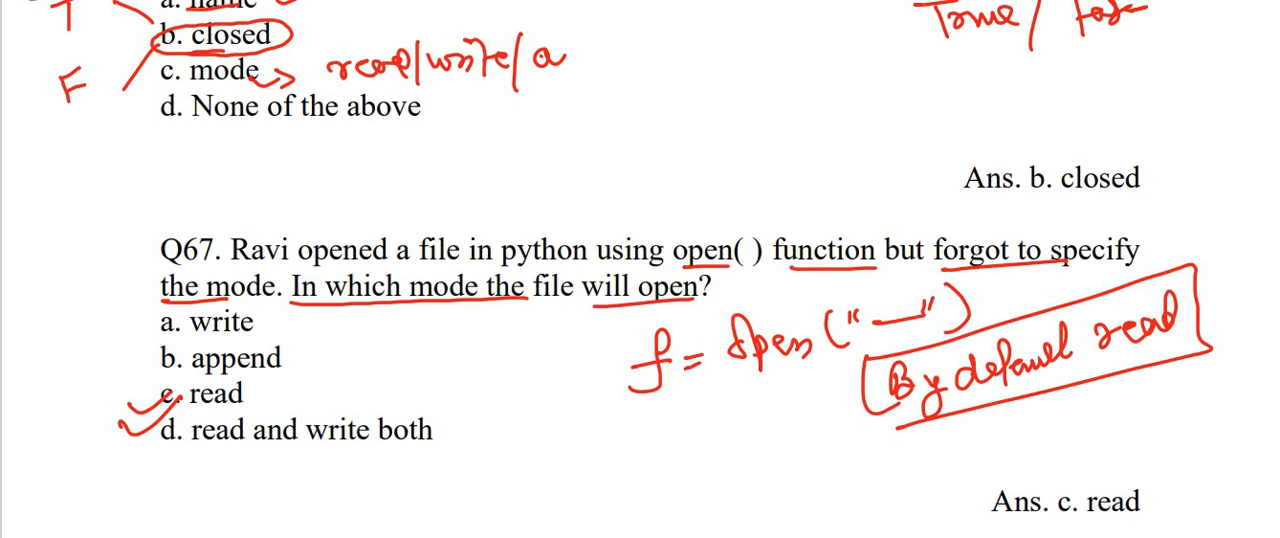 a. name
T
b. closed
True/
F
c. mode → read/write/a
d. None of the above
Ans. b. closed
Q67. Ravi opened a file in python using open( ) function but forgot to specify
the mode. In which mode the file will open?
a. write
f = open ("—")
b. append
By default read
c. read
d. read and write both
Ans. c. read